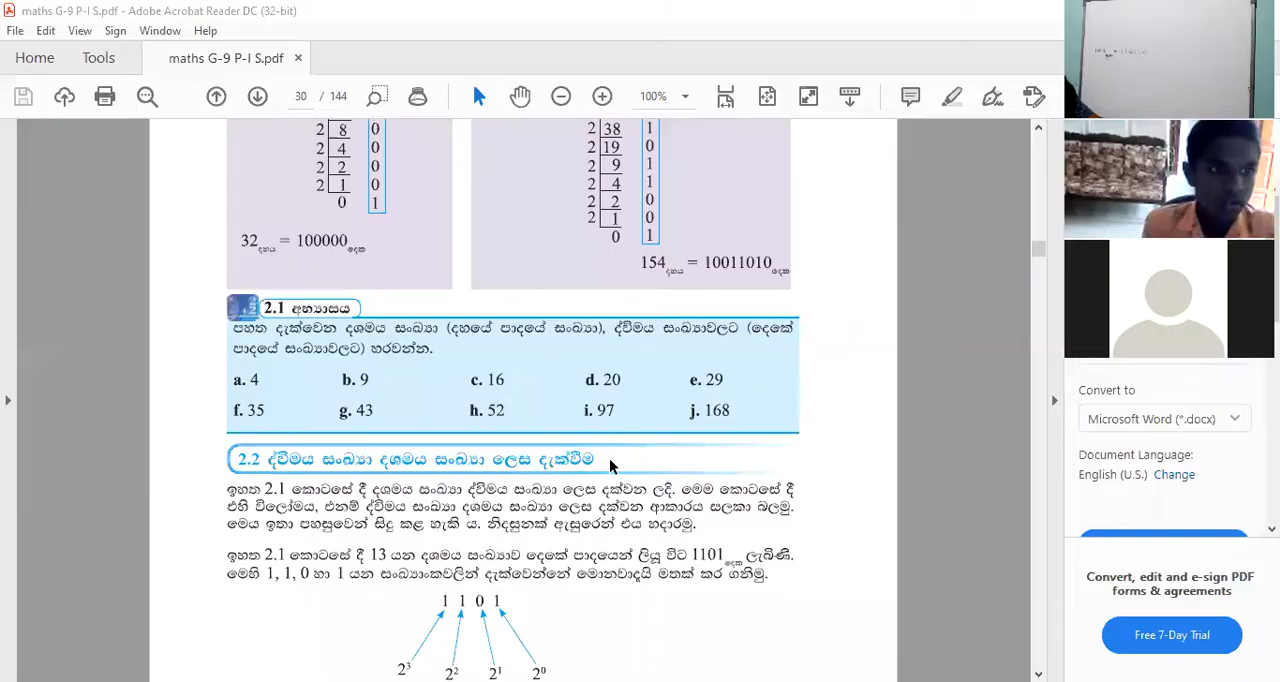 maths G-9 P-I S.pdf - Adobe Acrobat Reader DC (32-bit)
File Edit View Sign Window Help
Home Tools maths G-9 P-I S.pdf ×
30 / 144 100%
2 8 0
2 4 0
2 2 0
2 1 0
0 1
32දහය = 100000දෙක
2 38 1
2 19 0
2 9 1
2 4 1
2 2 0
2 1 0
0 1
154දහය = 10011010දෙක
2.1 අභ්‍යාසය
පහත දැක්වෙන දශමය සංඛ්‍යා (දහයේ පාදයේ සංඛ්‍යා), ද්විමය සංඛ්‍යාවලට (දෙකේ
පාදයේ සංඛ්‍යාවලට) හරවන්න.
a. 4 b. 9 c. 16 d. 20 e. 29
f. 35 g. 43 h. 52 i. 97 j. 168
2.2 ද්විමය සංඛ්‍යා දශමය සංඛ්‍යා ලෙස දැක්වීම
ඉහත 2.1 කොටසේ දී දශමය සංඛ්‍යා ද්විමය සංඛ්‍යා ලෙස දක්වන ලදි. මෙම කොටසේ දී
එහි විලෝමය, එනම් ද්විමය සංඛ්‍යා දශමය සංඛ්‍යා ලෙස දක්වන ආකාරය සලකා බලමු.
මෙය ඉතා පහසුවෙන් සිදු කළ හැකි ය. නිදසුනක් ඇසුරෙන් එය හදාරමු.
ඉහත 2.1 කොටසේ දී 13 යන දශමය සංඛ්‍යාව දෙකේ පාදයෙන් ලියූ විට 1101දෙක ලැබිණි.
මෙහි 1, 1, 0 හා 1 යන සංඛ්‍යාංකවලින් දැක්වෙන්නේ මොනවාදැයි මතක් කර ගනිමු.
1 1 0 1
2³ 2² 2¹ 2⁰
Convert to
Microsoft Word (*.docx)
Document Language:
English (U.S.) Change
Convert, edit and e-sign PDF
forms & agreements
Free 7-Day Trial